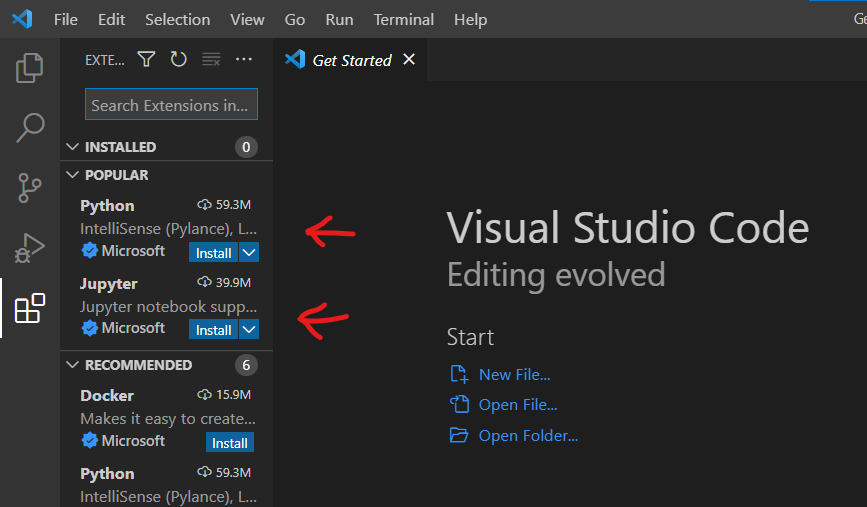 File Edit Selection View Go Run Terminal Help Ge
EXTE... ...
Get Started
Search Extensions in...
INSTALLED 0
POPULAR
Python 59.3M
IntelliSense (Pylance), L...
Microsoft Install
Jupyter 39.9M
Jupyter notebook supp...
Microsoft Install
RECOMMENDED 6
Docker 15.9M
Makes it easy to create...
Microsoft Install
Python 59.3M
IntelliSense (Pylance), L...
Visual Studio Code
Editing evolved
Start
New File...
Open File...
Open Folder...